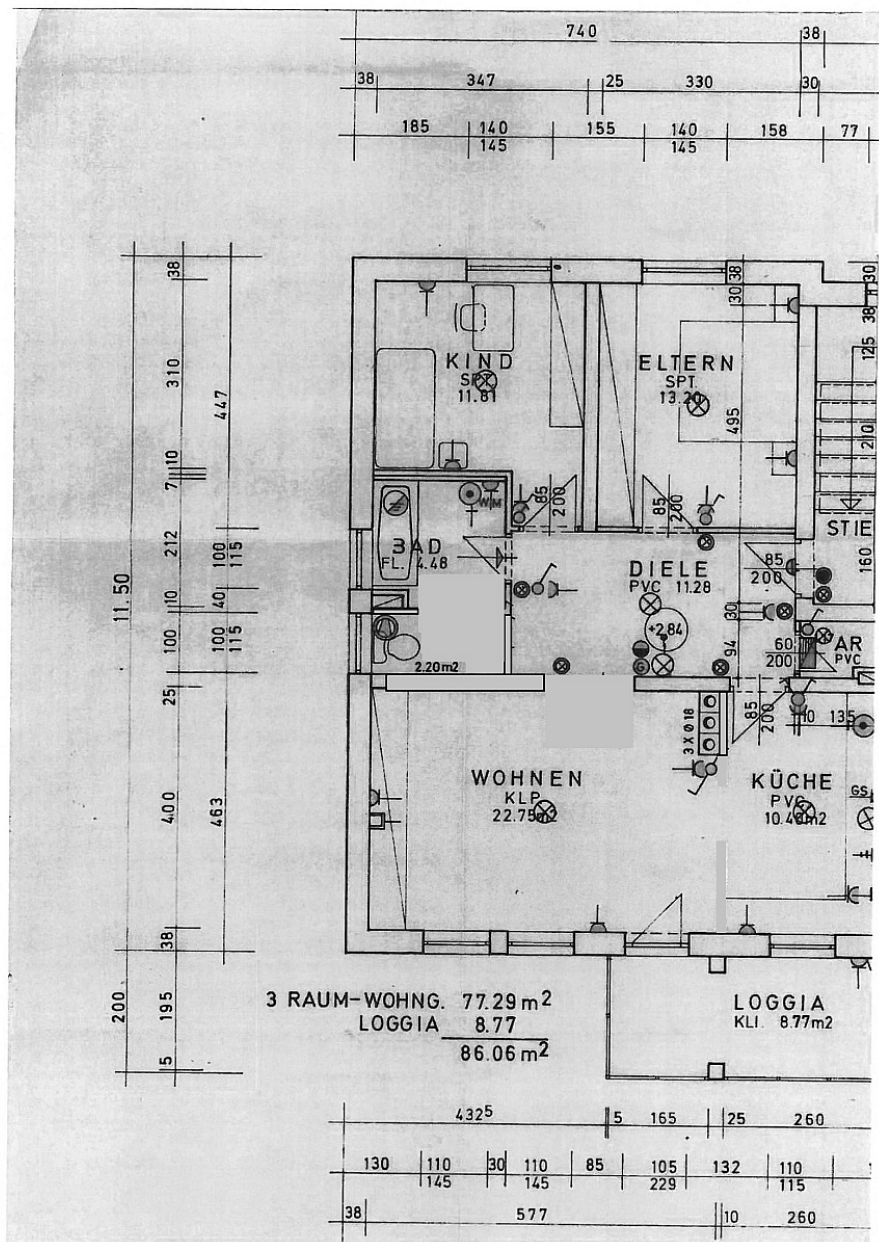 740 38
38 347 25 330 30
185 140 155 140 158 77
145 145
38
310
10
7
212
10
100
25
400
38
195
5
11.50
200
447
100
115
40
100
115
463
38
30
30
38
125
210
160
495
KIND
SPT
11.81
ELTERN
SPT.
13.20
85
200
85
200
WM
BAD
FL. 4.48
DIELE
PVC 11.28
STIE
85
200
30
+2.84
94
60
200
AR
PVC
G
2.20m2
85
200
10 135
3 X Ø 18
WOHNEN
KLP
22.75m2
KÜCHE
PVC
10.40m2
GS
3 RAUM-WOHNG. 77.29 m2
LOGGIA 8.77
86.06 m2
LOGGIA
KLI. 8.77m2
4325 5 165 25 260
130 110 30 110 85 105 132 110
145 145 229 115
38 577 10 260